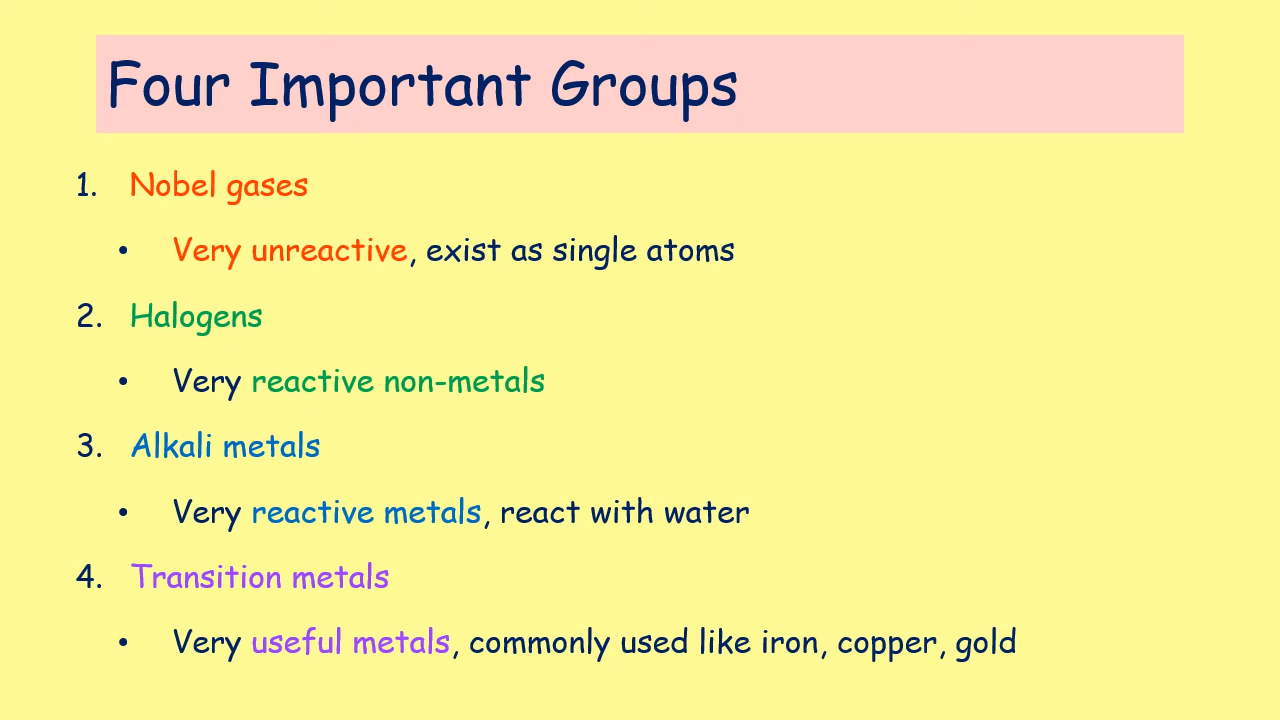 Four Important Groups
1. Nobel gases
• Very unreactive, exist as single atoms
2. Halogens
• Very reactive non-metals
3. Alkali metals
• Very reactive metals, react with water
4. Transition metals
• Very useful metals, commonly used like iron, copper, gold